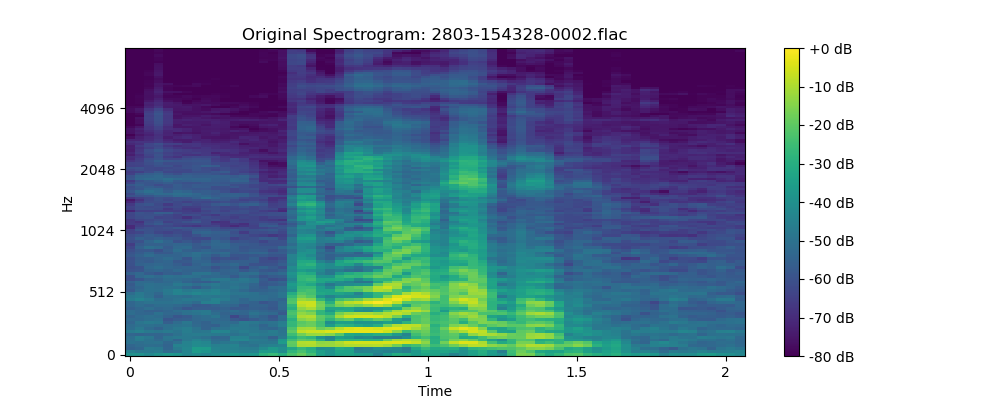 Original Spectrogram: 2803-154328-0002.flac
Hz
4096
2048
1024
512
0
0 0.5 1 1.5 2
Time
+0 dB
-10 dB
-20 dB
-30 dB
-40 dB
-50 dB
-60 dB
-70 dB
-80 dB